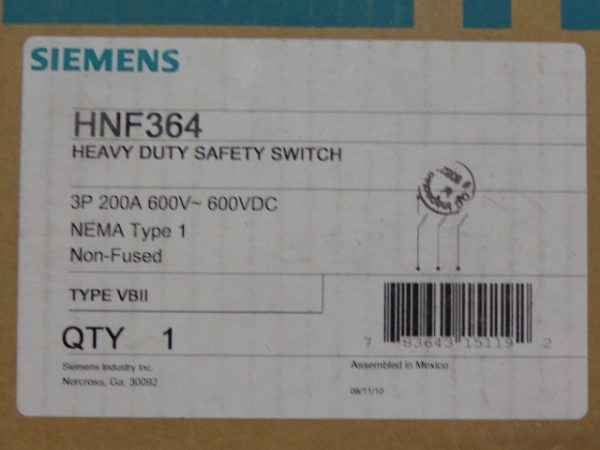 SIEMENS
HNF364
HEAVY DUTY SAFETY SWITCH
3P 200A 600V~ 600VDC
NEMA Type 1
Non-Fused
TYPE VBII
QTY 1
7 83643 15119 2
Siemens Industry Inc.
Norcross, Ga. 30092
Assembled in Mexico
08/11/10